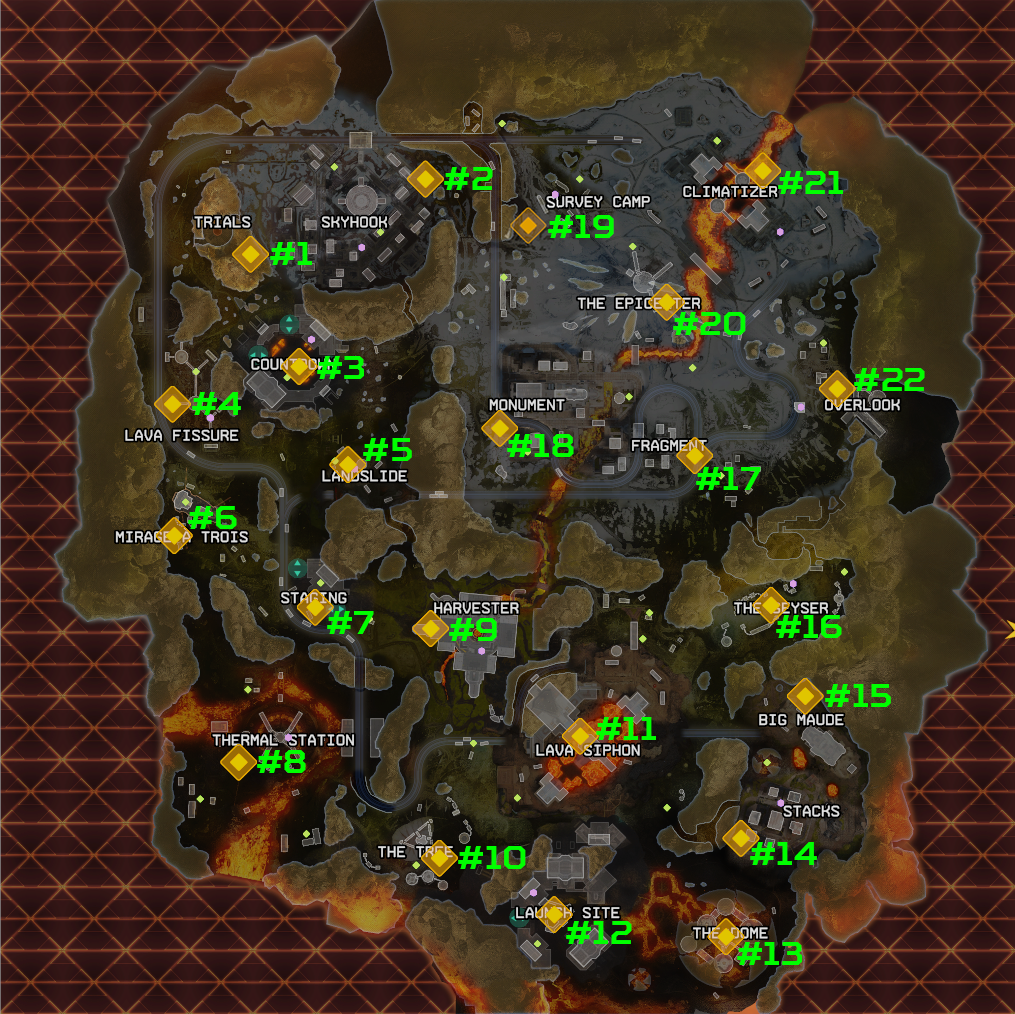 #2
CLIMATIZER
#21
SURVEY CAMP
TRIALS
SKYHOOK
#19
#1
THE EPICENTER
#20
COUNTDOWN
#3
#22
#4
MONUMENT
OVERLOOK
LAVA FISSURE
#18
FRAGMENT
#5
LANDSLIDE
#17
#6
MIRAGE A TROIS
STAGING
#7
HARVESTER
#9
THE GEYSER
#16
#15
BIG MAUDE
THERMAL STATION
#8
#11
LAVA SIPHON
STACKS
THE TREE
#10
#14
LAUNCH SITE
#12
THE DOME
#13